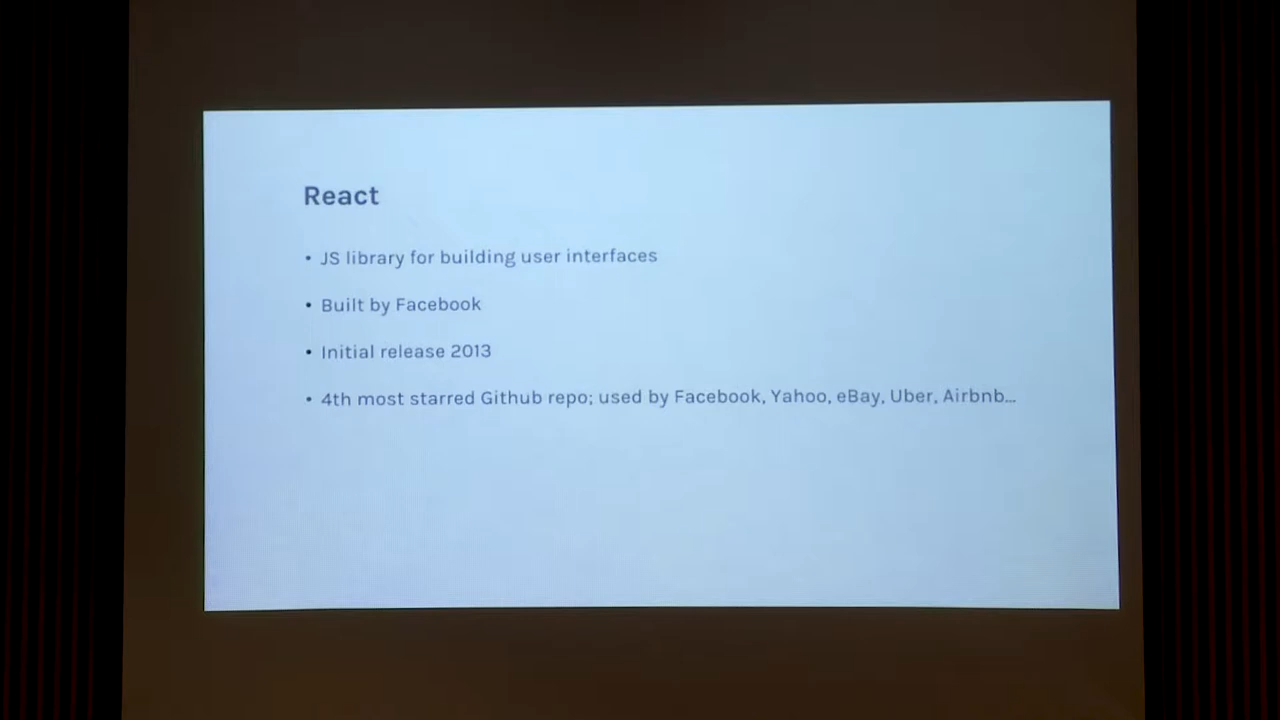 React
• JS library for building user interfaces
• Built by Facebook
• Initial release 2013
• 4th most starred Github repo; used by Facebook, Yahoo, eBay, Uber, Airbnb...